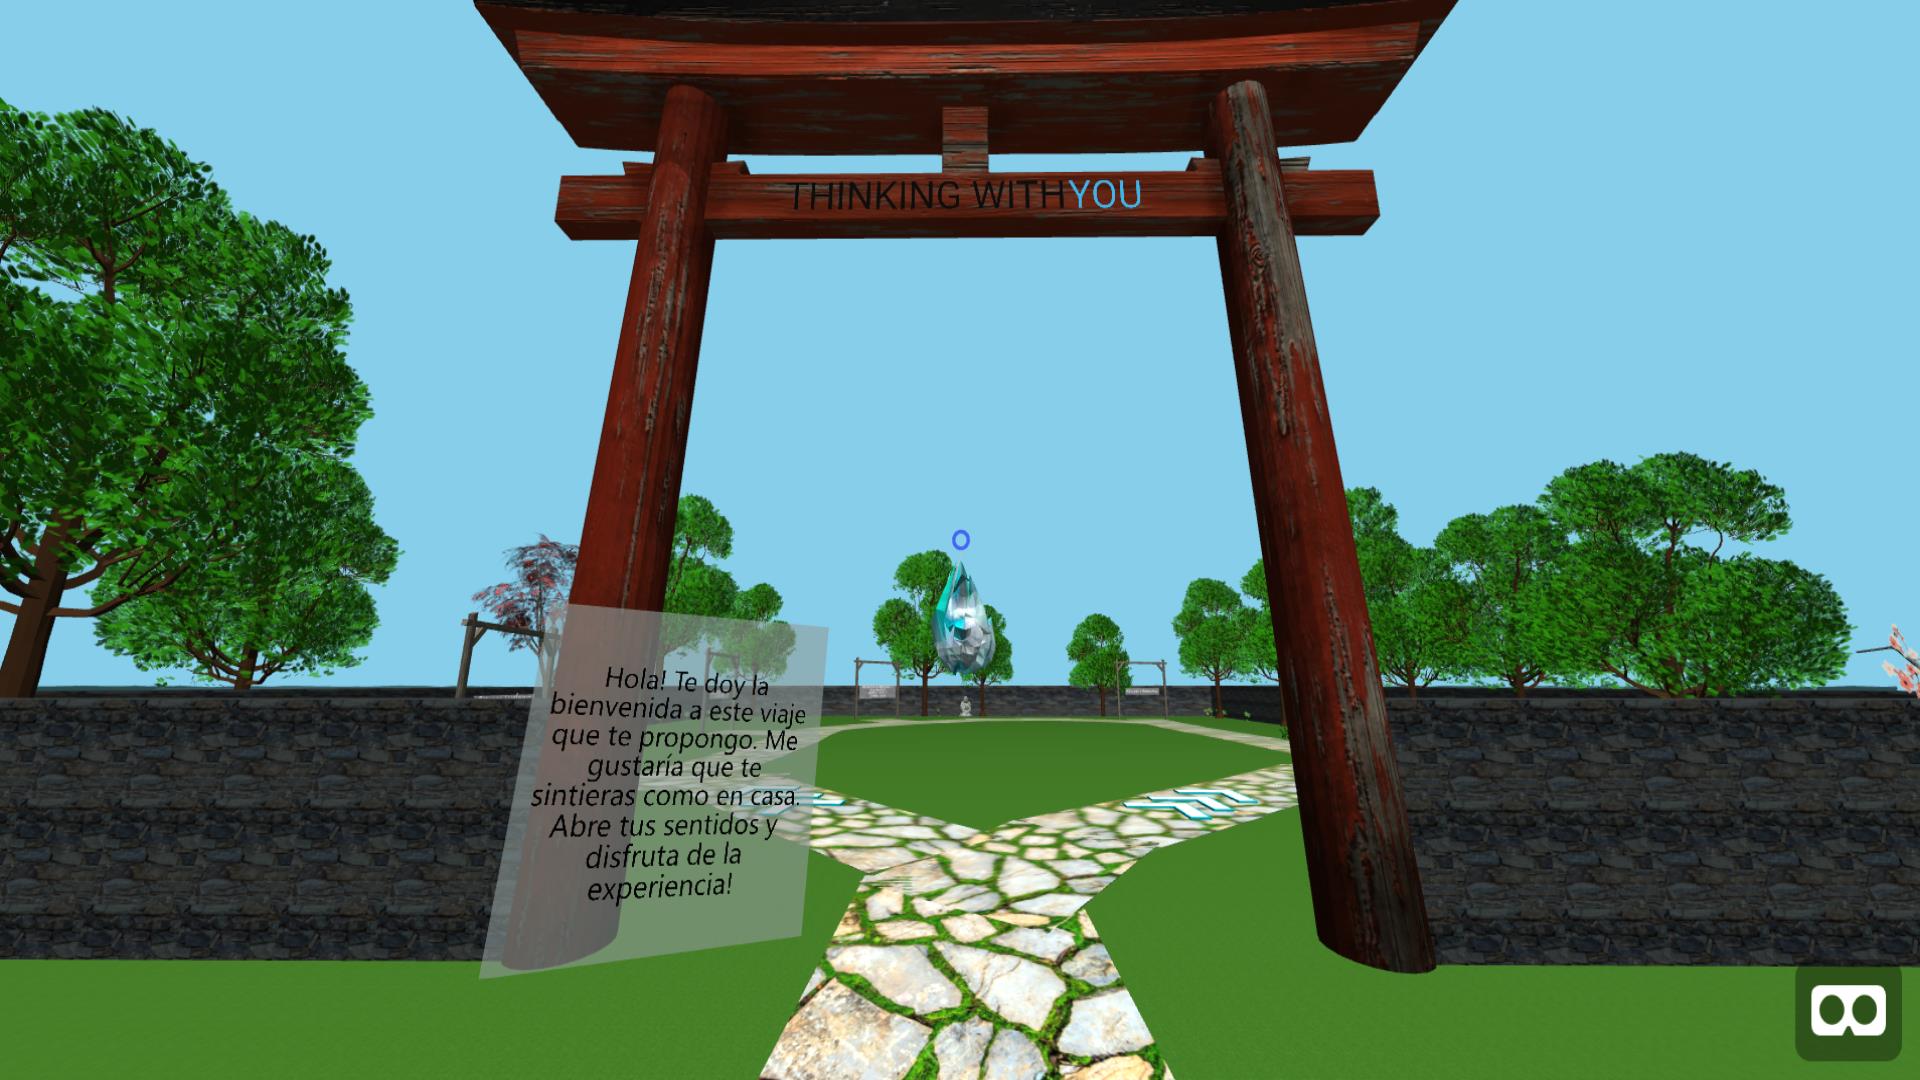 THINKING WITHYOU
Hola! Te doy la
bienvenida a este viaje
que te propongo. Me
gustaría que te
sintieras como en casa.
Abre tus sentidos y
disfruta de la
experiencia!